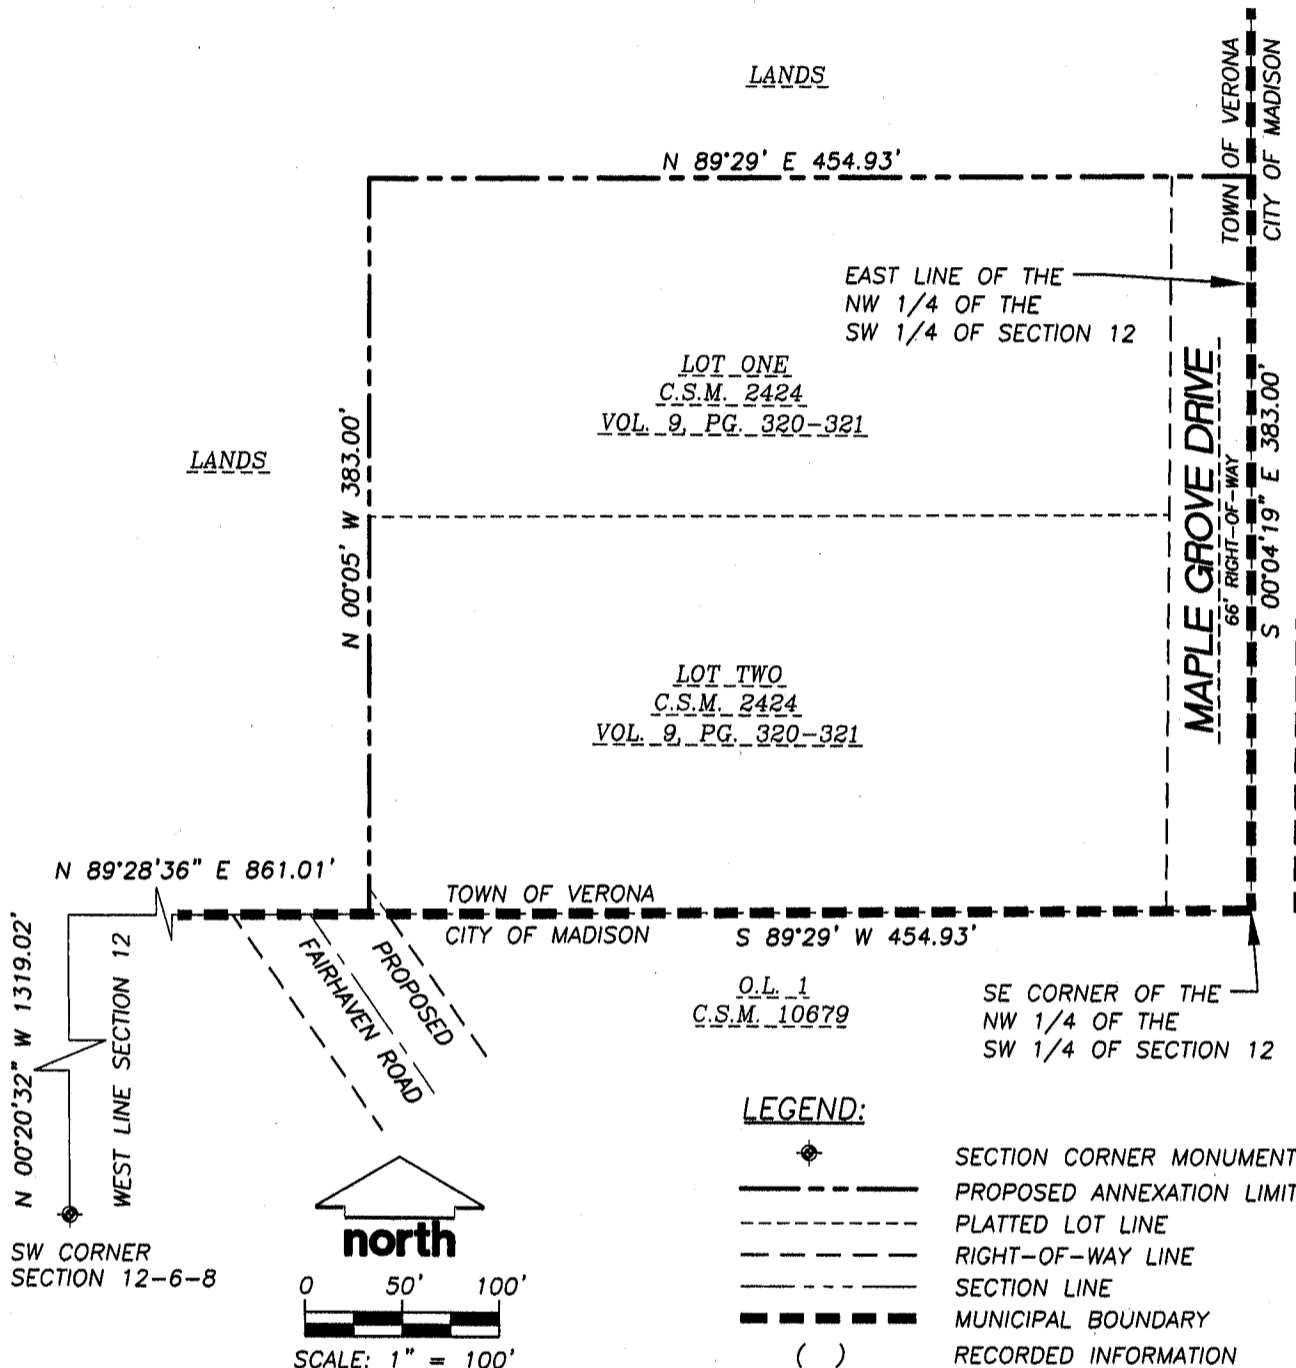 LANDS
TOWN OF VERONA
CITY OF MADISON
N 89°29' E 454.93'
EAST LINE OF THE
NW 1/4 OF THE
SW 1/4 OF SECTION 12
LOT ONE
C.S.M. 2424
VOL. 9, PG. 320-321
LANDS
N 00°05' W 383.00'
MAPLE GROVE DRIVE
66' RIGHT-OF-WAY
S 00°04'19" E 383.00'
LOT TWO
C.S.M. 2424
VOL. 9, PG. 320-321
N 89°28'36" E 861.01'
TOWN OF VERONA
CITY OF MADISON
S 89°29' W 454.93'
N 00°20'32" W 1319.02'
WEST LINE SECTION 12
PROPOSED
FAIRHAVEN ROAD
O.L. 1
C.S.M. 10679
SE CORNER OF THE
NW 1/4 OF THE
SW 1/4 OF SECTION 12
SW CORNER
SECTION 12-6-8
north
0 50' 100'
SCALE: 1" = 100'
LEGEND:
SECTION CORNER MONUMENT
PROPOSED ANNEXATION LIMIT
PLATTED LOT LINE
RIGHT-OF-WAY LINE
SECTION LINE
MUNICIPAL BOUNDARY
( ) RECORDED INFORMATION